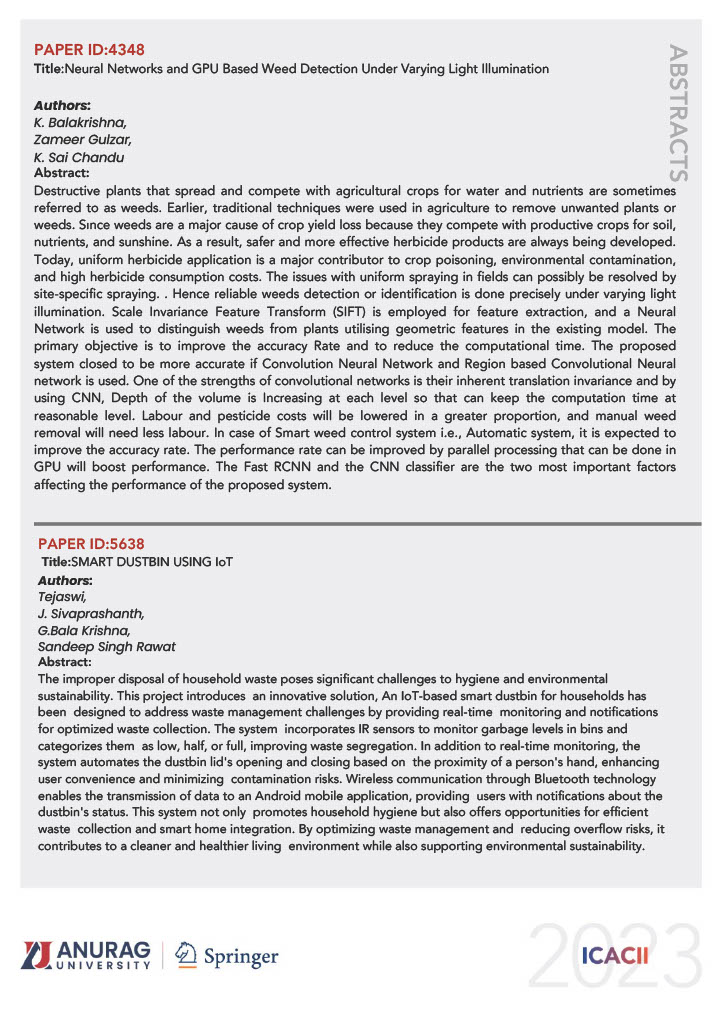 PAPER ID:4348
Title:Neural Networks and GPU Based Weed Detection Under Varying Light Illumination
ABSTRACTS
Authors:
K. Balakrishna,
Zameer Gulzar,
K. Sai Chandu
Abstract:
Destructive plants that spread and compete with agricultural crops for water and nutrients are sometimes
referred to as weeds. Earlier, traditional techniques were used in agriculture to remove unwanted plants or
weeds. Since weeds are a major cause of crop yield loss because they compete with productive crops for soil,
nutrients, and sunshine. As a result, safer and more effective herbicide products are always being developed.
Today, uniform herbicide application is a major contributor to crop poisoning, environmental contamination,
and high herbicide consumption costs. The issues with uniform spraying in fields can possibly be resolved by
site-specific spraying. . Hence reliable weeds detection or identification is done precisely under varying light
illumination. Scale Invariance Feature Transform (SIFT) is employed for feature extraction, and a Neural
Network is used to distinguish weeds from plants utilising geometric features in the existing model. The
primary objective is to improve the accuracy Rate and to reduce the computational time. The proposed
system closed to be more accurate if Convolution Neural Network and Region based Convolutional Neural
network is used. One of the strengths of convolutional networks is their inherent translation invariance and by
using CNN, Depth of the volume is Increasing at each level so that can keep the computation time at
reasonable level. Labour and pesticide costs will be lowered in a greater proportion, and manual weed
removal will need less labour. In case of Smart weed control system i.e., Automatic system, it is expected to
improve the accuracy rate. The performance rate can be improved by parallel processing that can be done in
GPU will boost performance. The Fast RCNN and the CNN classifier are the two most important factors
affecting the performance of the proposed system.
PAPER ID:5638
Title:SMART DUSTBIN USING IoT
Authors:
Tejaswi,
J. Sivaprashanth,
G.Bala Krishna,
Sandeep Singh Rawat
Abstract:
The improper disposal of household waste poses significant challenges to hygiene and environmental
sustainability. This project introduces an innovative solution, An IoT-based smart dustbin for households has
been designed to address waste management challenges by providing real-time monitoring and notifications
for optimized waste collection. The system incorporates IR sensors to monitor garbage levels in bins and
categorizes them as low, half, or full, improving waste segregation. In addition to real-time monitoring, the
system automates the dustbin lid's opening and closing based on the proximity of a person's hand, enhancing
user convenience and minimizing contamination risks. Wireless communication through Bluetooth technology
enables the transmission of data to an Android mobile application, providing users with notifications about the
dustbin's status. This system not only promotes household hygiene but also offers opportunities for efficient
waste collection and smart home integration. By optimizing waste management and reducing overflow risks, it
contributes to a cleaner and healthier living environment while also supporting environmental sustainability.
ANURAG
UNIVERSITY
Springer
2023
ICACII